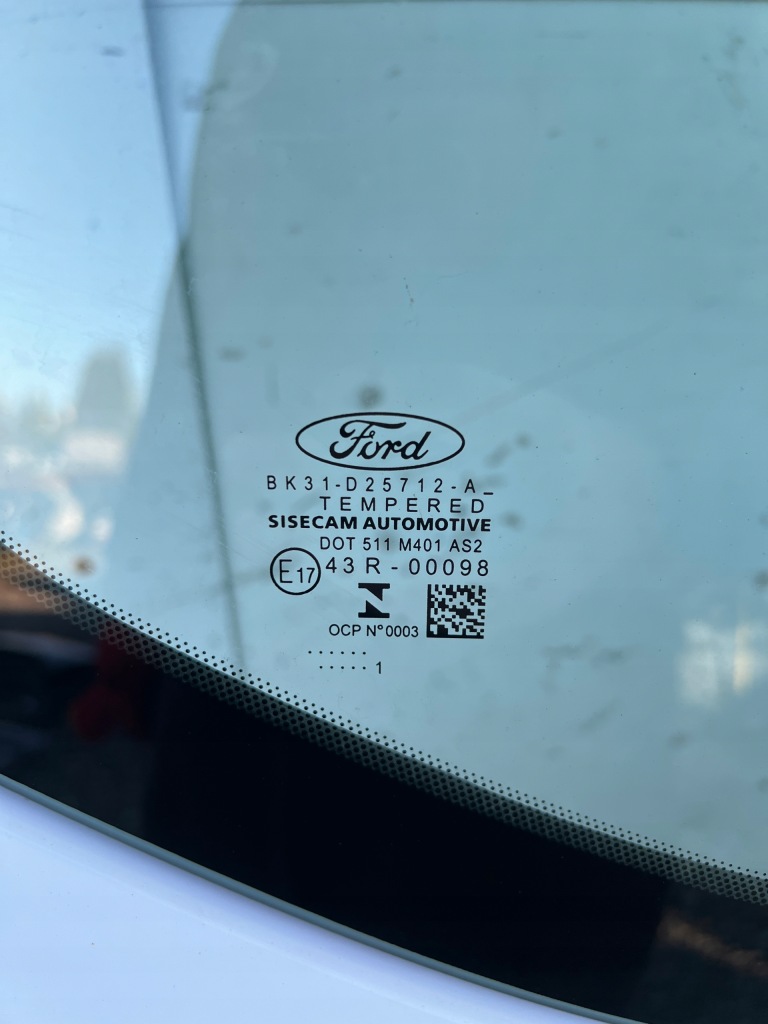 Ford
BK31-D25712-A_
TEMPERED
SISECAM AUTOMOTIVE
DOT 511 M401 AS2
E17 43R-00098
OCP N°0003
......
...... 1